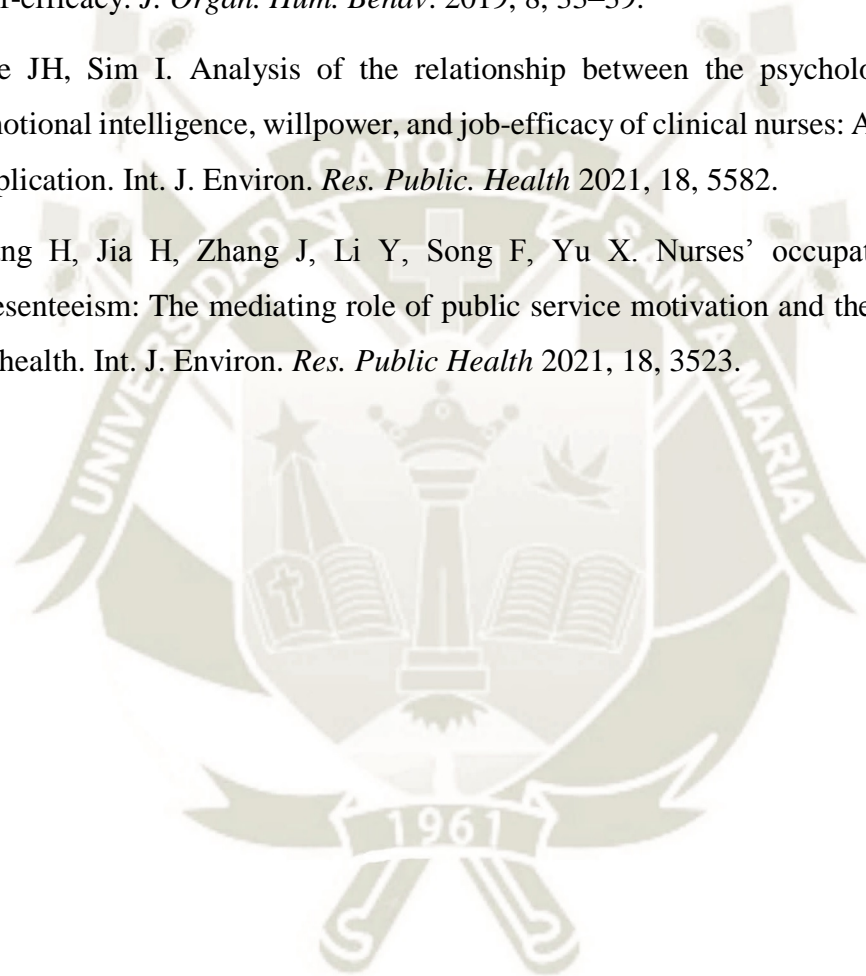 -efficacy. J. Organ. Hum. Behav. 2019, 8, 33–39.
e JH, Sim I. Analysis of the relationship between the psycholo
notional intelligence, willpower, and job-efficacy of clinical nurses: A
plication. Int. J. Environ. Res. Public. Health 2021, 18, 5582.
ng H, Jia H, Zhang J, Li Y, Song F, Yu X. Nurses’ occupat
esenteeism: The mediating role of public service motivation and the
health. Int. J. Environ. Res. Public Health 2021, 18, 3523.
UNIVERSIDAD CATOLICA SANTA MARIA
1961